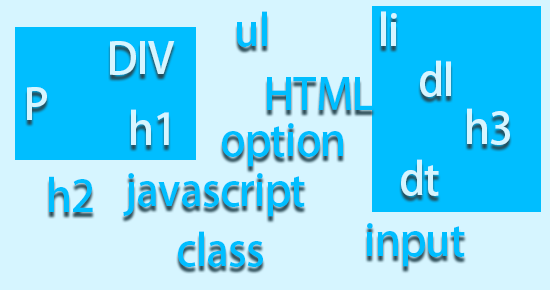 ul
li
DIV
dl
P
HTML
h1
h3
option
h2
javascript
dt
class
input